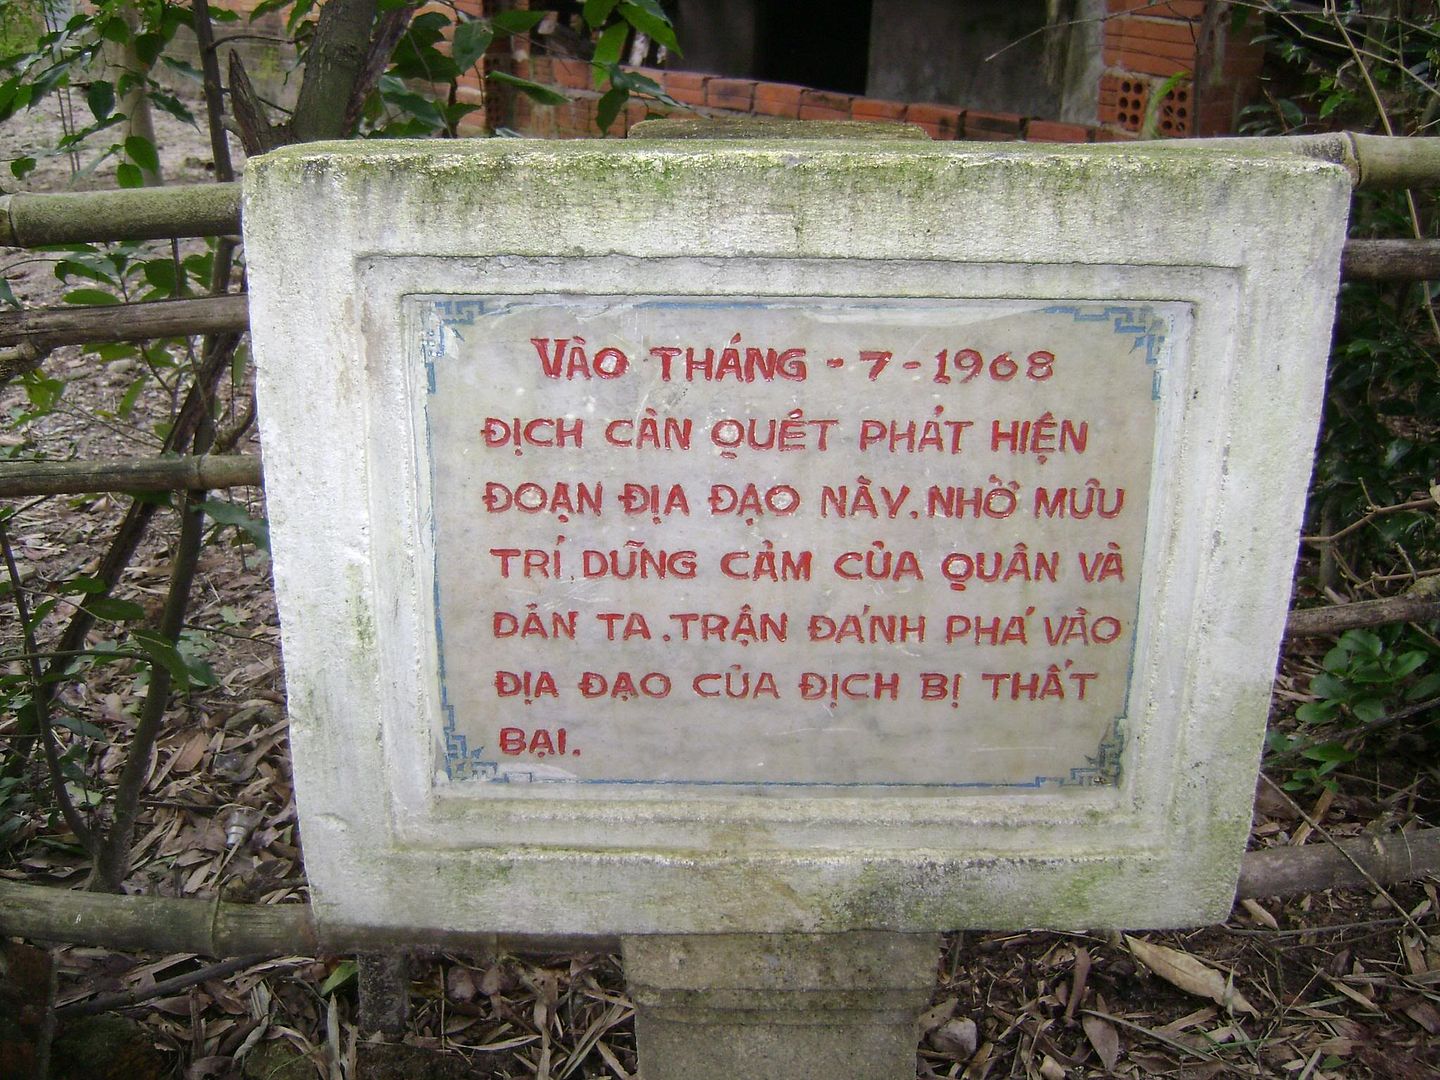 VÀO THÁNG - 7 - 1968
ĐỊCH CÀN QUÉT PHÁT HIỆN
ĐOẠN ĐỊA ĐẠO NÀY. NHỜ MƯU
TRÍ DŨNG CẢM CỦA QUÂN VÀ
DÂN TA. TRẬN ĐÁNH PHÁ VÀO
ĐỊA ĐẠO CỦA ĐỊCH BỊ THẤT
BẠI.